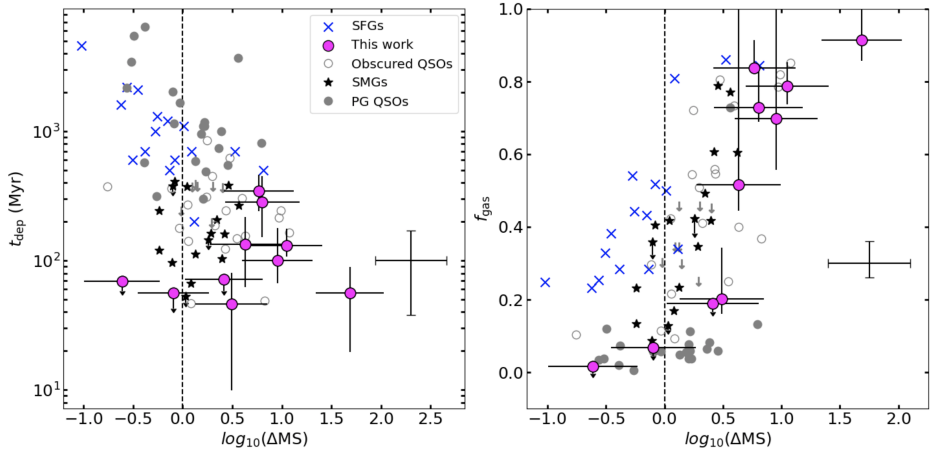 SFGs
This work
Obscured QSOs
SMGs
PG QSOs
t_dep (Myr)
10³
10²
10¹
−1.0 −0.5 0.0 0.5 1.0 1.5 2.0 2.5
log₁₀(ΔMS)
f_gas
1.0
0.8
0.6
0.4
0.2
0.0
−1.0 −0.5 0.0 0.5 1.0 1.5 2.0
log₁₀(ΔMS)